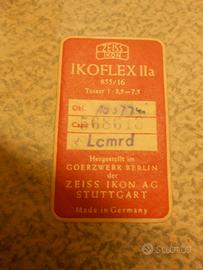 ZEISS
IKON
IKOFLEX IIa
855/16
Tessar 1 : 3,5 – 7,5
Obj.
Cam.
Lcmrd
Hergestellt im
GOERZWERK BERLIN
der
ZEISS IKON AG
STUTTGART
Made in Germany
subito